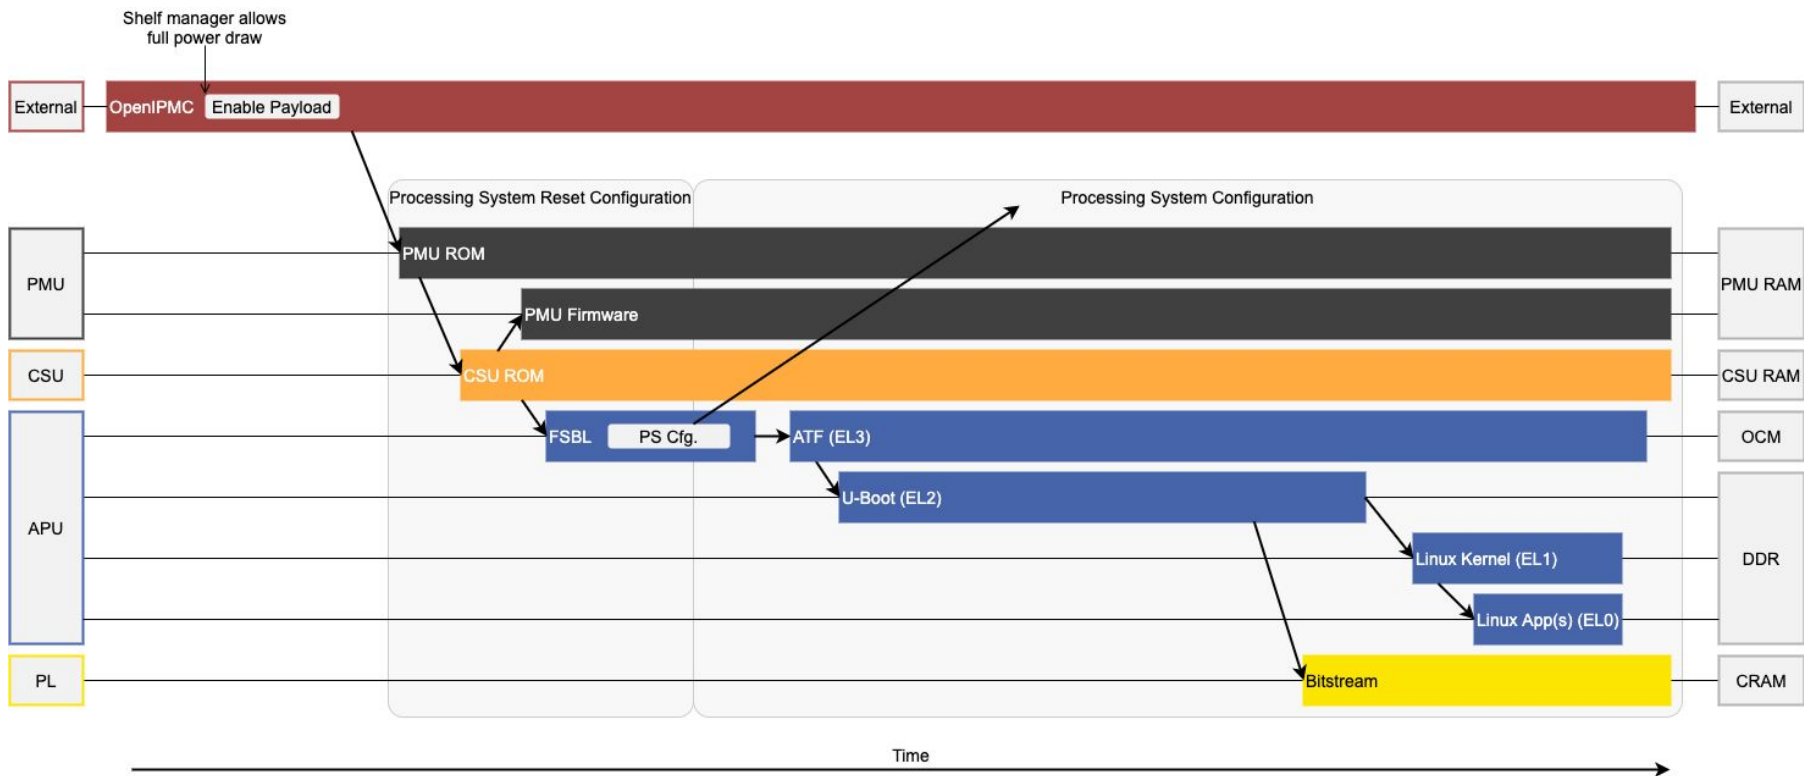 Shelf manager allows
full power draw
External
OpenIPMC
Enable Payload
External
Processing System Reset Configuration
Processing System Configuration
PMU
PMU ROM
PMU RAM
PMU Firmware
CSU
CSU ROM
CSU RAM
APU
FSBL
PS Cfg.
ATF (EL3)
OCM
U-Boot (EL2)
Linux Kernel (EL1)
DDR
Linux App(s) (EL0)
PL
Bitstream
CRAM
Time